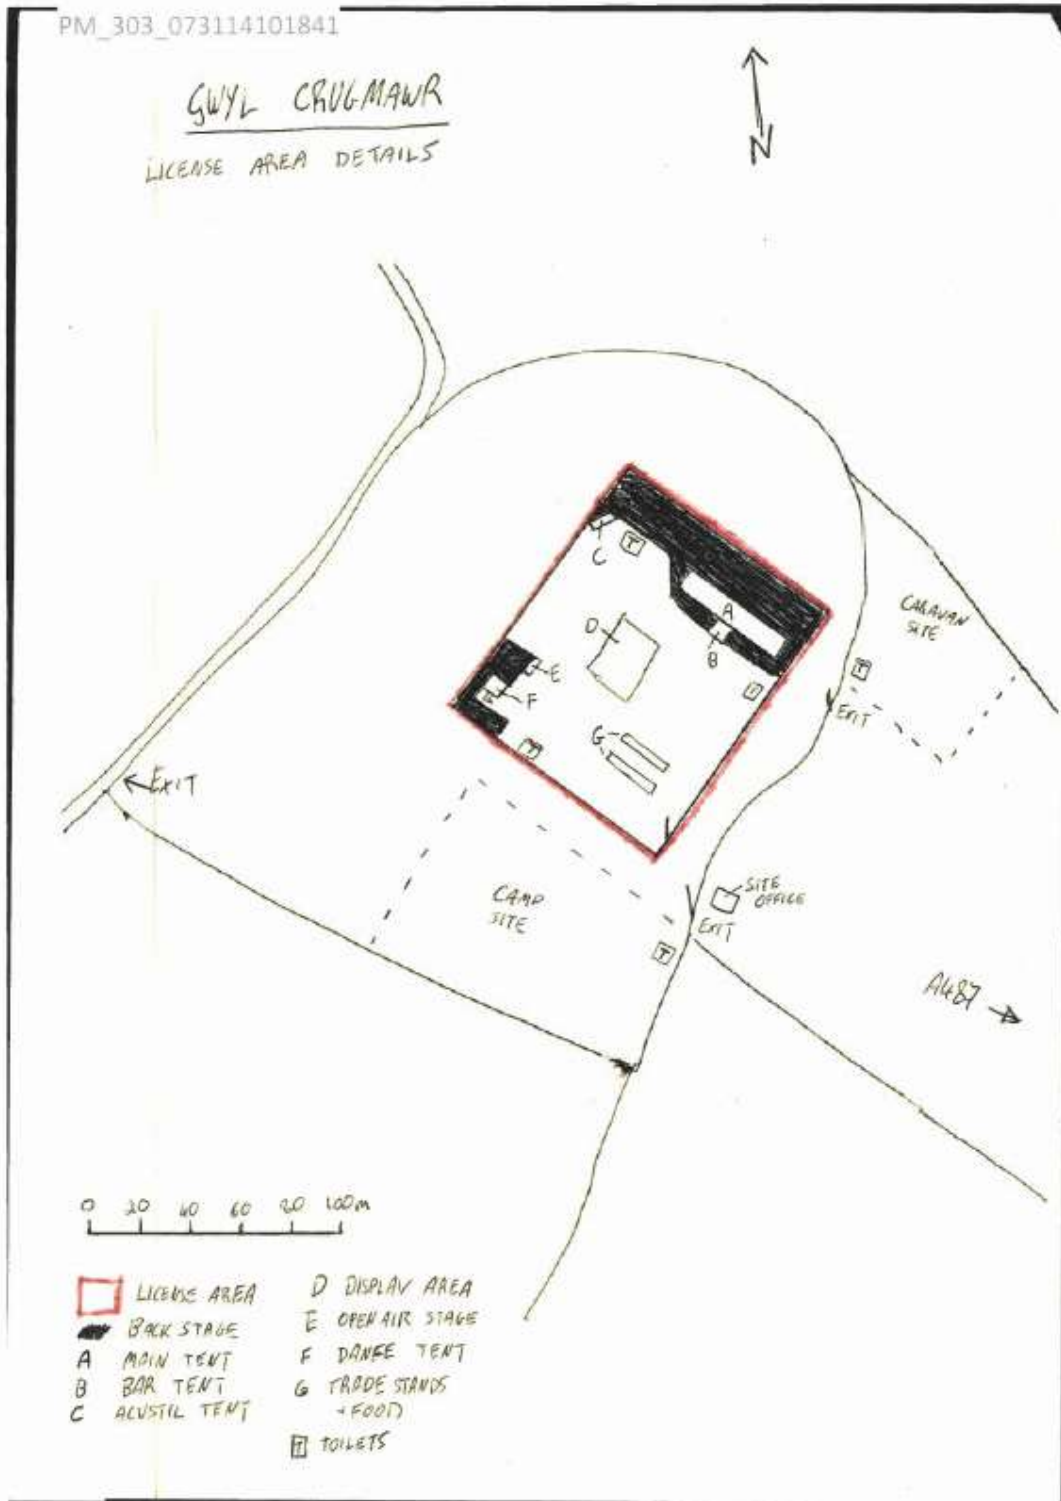 PM_303_073114101841
GWYL CRUGMAWR
LICENSE AREA DETAILS
N
C
T
A
D
B
E
F
T
G
T
CARAVAN
SITE
T
EXIT
EXIT
CAMP
SITE
SITE
OFFICE
EXIT
T
A487
0 20 40 60 80 100m
LICENSE AREA
BACK STAGE
A MAIN TENT
B BAR TENT
C ACUSTIC TENT
D DISPLAY AREA
E OPEN AIR STAGE
F DANCE TENT
G TRADE STANDS
+ FOOD
T TOILETS